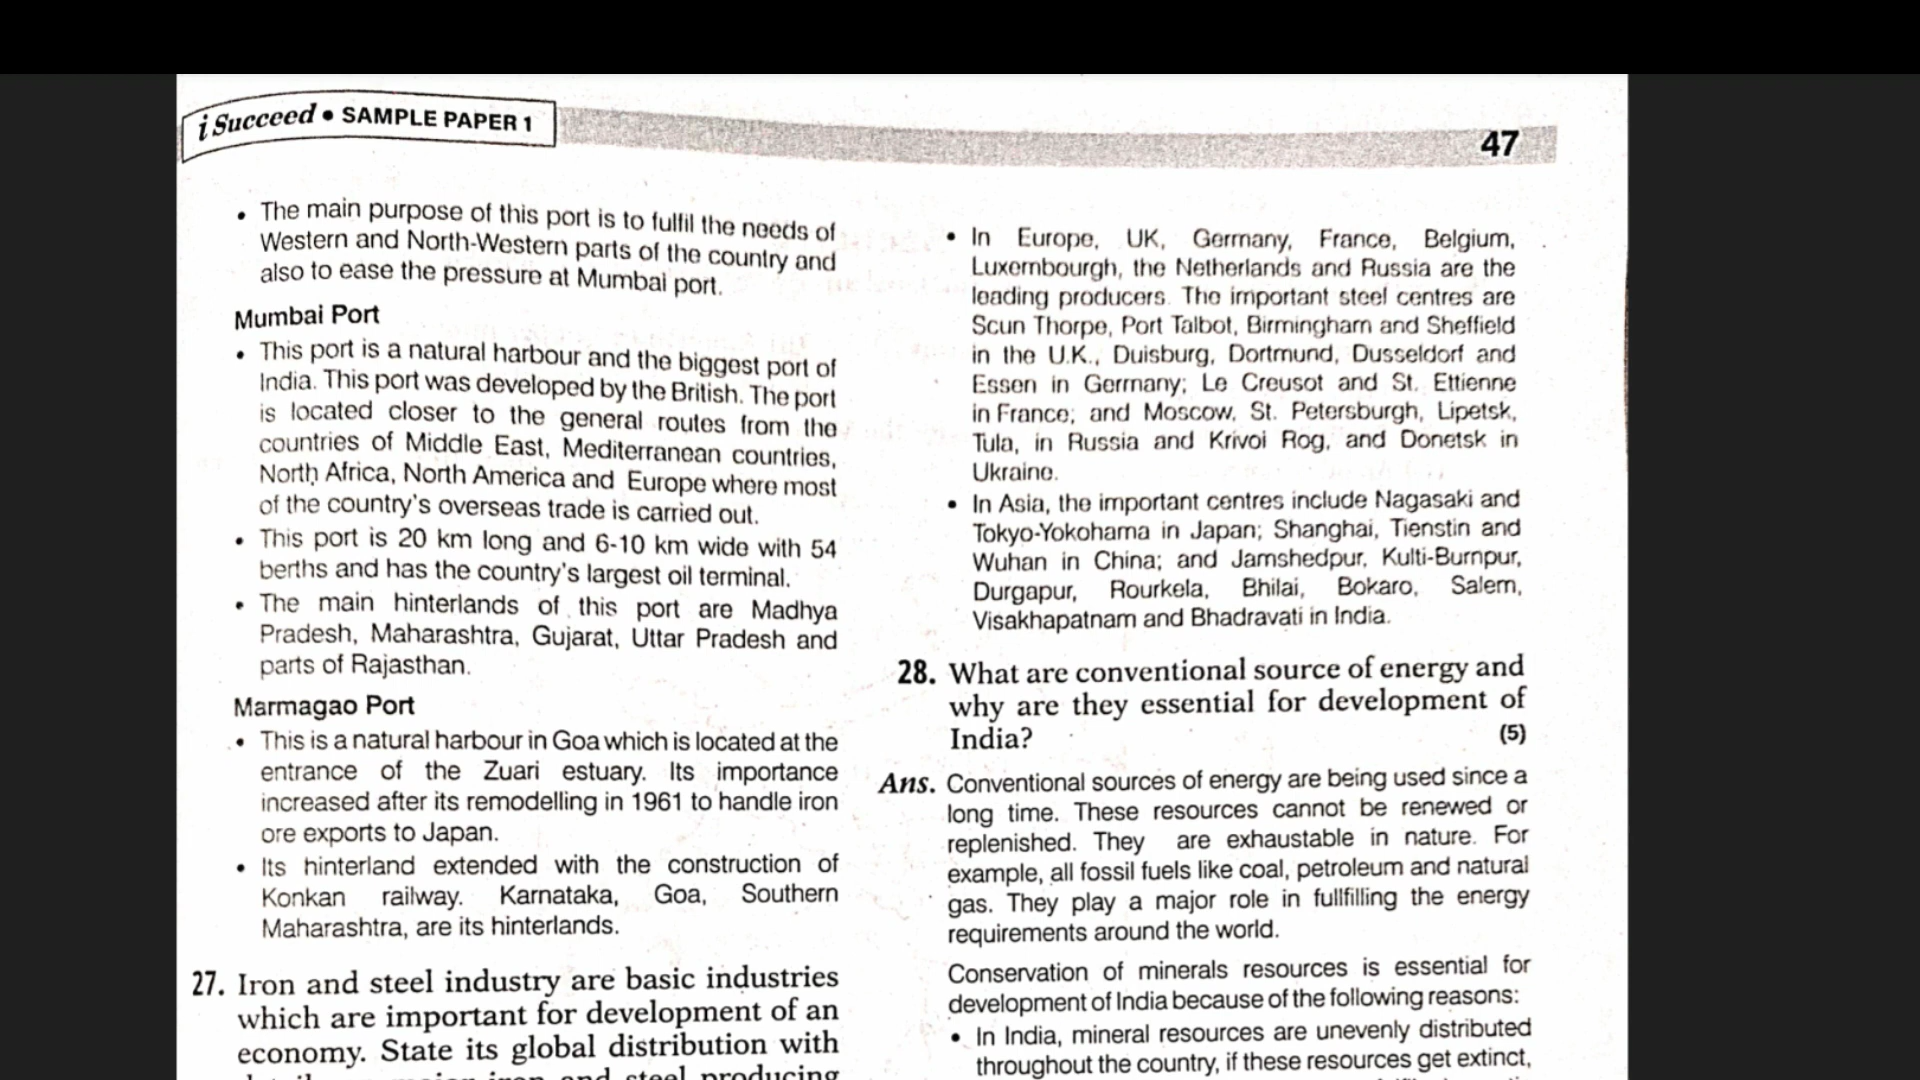 i Succeed • SAMPLE PAPER 1
47
• The main purpose of this port is to fulfil the needs of
Western and North-Western parts of the country and
also to ease the pressure at Mumbai port.
Mumbai Port
• This port is a natural harbour and the biggest port of
India. This port was developed by the British. The port
is located closer to the general routes from the
countries of Middle East, Mediterranean countries,
North Africa, North America and Europe where most
of the country's overseas trade is carried out.
• This port is 20 km long and 6-10 km wide with 54
berths and has the country's largest oil terminal.
• The main hinterlands of this port are Madhya
Pradesh, Maharashtra, Gujarat, Uttar Pradesh and
parts of Rajasthan.
Marmagao Port
• This is a natural harbour in Goa which is located at the
entrance of the Zuari estuary. Its importance
increased after its remodelling in 1961 to handle iron
ore exports to Japan.
• Its hinterland extended with the construction of
Konkan railway. Karnataka, Goa, Southern
Maharashtra, are its hinterlands.
27. Iron and steel industry are basic industries
which are important for development of an
economy. State its global distribution with
major iron and steel producing
• In Europe, UK, Germany, France, Belgium,
Luxembourgh, the Netherlands and Russia are the
leading producers. The important steel centres are
Scun Thorpe, Port Talbot, Birmingham and Sheffield
in the U.K., Duisburg, Dortmund, Dusseldorf and
Essen in Germany; Le Creusot and St. Ettienne
in France; and Moscow, St. Petersburgh, Lipetsk,
Tula, in Russia and Krivoi Rog, and Donetsk in
Ukraine.
• In Asia, the important centres include Nagasaki and
Tokyo-Yokohama in Japan; Shanghai, Tienstin and
Wuhan in China; and Jamshedpur, Kulti-Burnpur,
Durgapur, Rourkela, Bhilai, Bokaro, Salem,
Visakhapatnam and Bhadravati in India.
28. What are conventional source of energy and
why are they essential for development of
India? (5)
Ans. Conventional sources of energy are being used since a
long time. These resources cannot be renewed or
replenished. They are exhaustable in nature. For
example, all fossil fuels like coal, petroleum and natural
gas. They play a major role in fullfilling the energy
requirements around the world.
Conservation of minerals resources is essential for
development of India because of the following reasons:
• In India, mineral resources are unevenly distributed
throughout the country, if these resources get extinct,